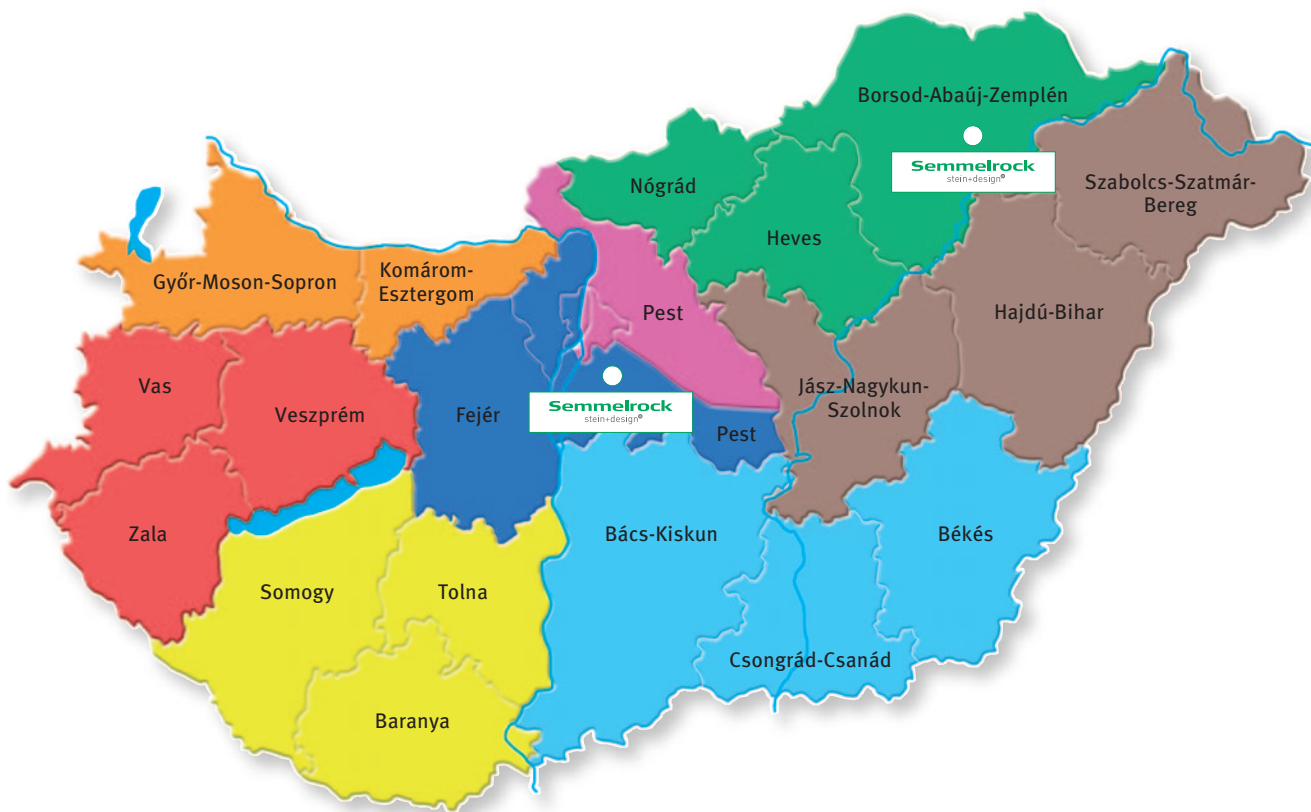 Borsod-Abaúj-Zemplén
Semmelrock
stein+design®
Szabolcs-Szatmár-
Bereg
Nógrád
Heves
Győr-Moson-Sopron
Komárom-
Esztergom
Pest
Hajdú-Bihar
Vas
Veszprém
Fejér
Semmelrock
stein+design®
Pest
Jász-Nagykun-
Szolnok
Zala
Somogy
Tolna
Bács-Kiskun
Békés
Csongrád-Csanád
Baranya